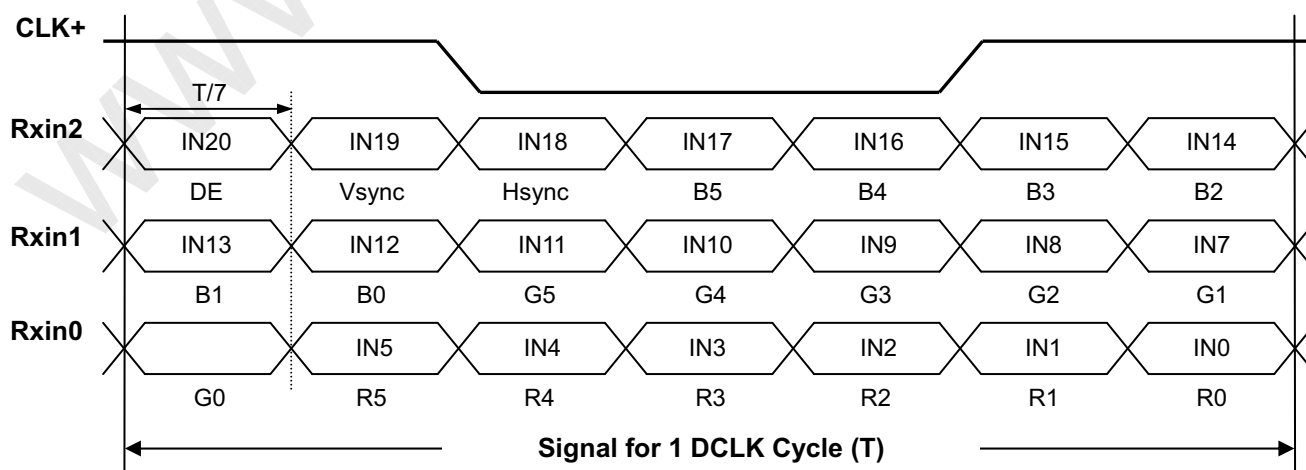 CLK+
T/7
Rxin2 IN20 IN19 IN18 IN17 IN16 IN15 IN14
DE Vsync Hsync B5 B4 B3 B2
Rxin1 IN13 IN12 IN11 IN10 IN9 IN8 IN7
B1 B0 G5 G4 G3 G2 G1
Rxin0 IN5 IN4 IN3 IN2 IN1 IN0
G0 R5 R4 R3 R2 R1 R0
Signal for 1 DCLK Cycle (T)